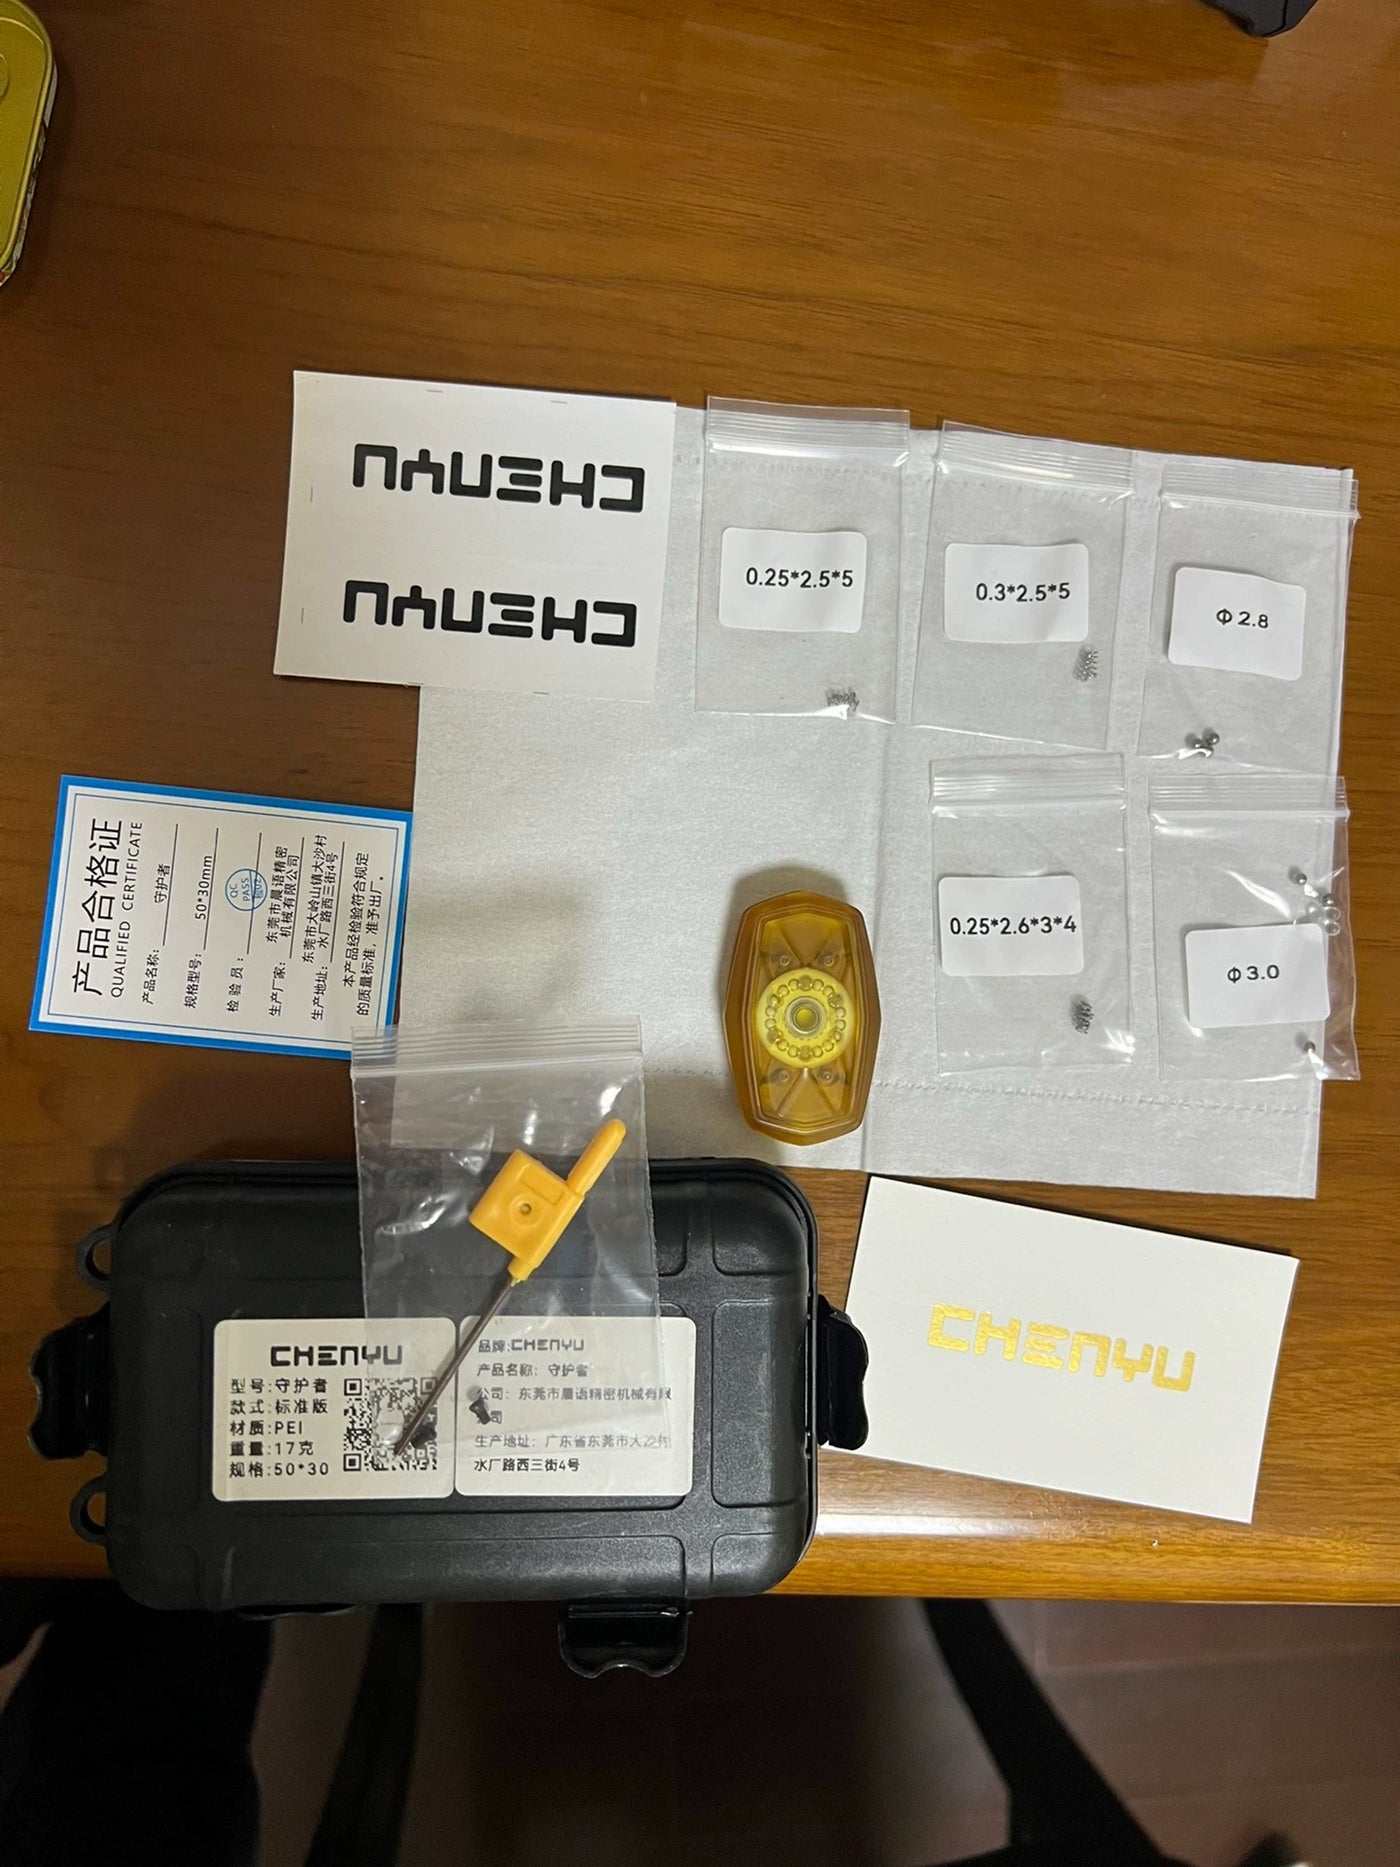 CHENYU
CHENYU
0.25*2.5*5
0.3*2.5*5
Φ2.8
0.25*2.6*3*4
Φ3.0
产品合格证
QUALIFIED CERTIFICATE
产品名称: 守护者
规格型号: 50*30mm
检验员: QC PASS
生产厂家: 东莞市晨语精密
机械有限公司
生产地址: 东莞市大岭山镇大沙村
水厂路西三街4号
本产品经检验符合规定
的质量标准,准予出厂。
CHENYU
型号:守护者
款式:标准版
材质:PEI
重量:17克
规格:50*30
品牌:CHENYU
产品名称: 守护者
公司: 东莞市晨语精密机械有限
公司
生产地址: 广东省东莞市大
水厂路西三街4号
CHENYU